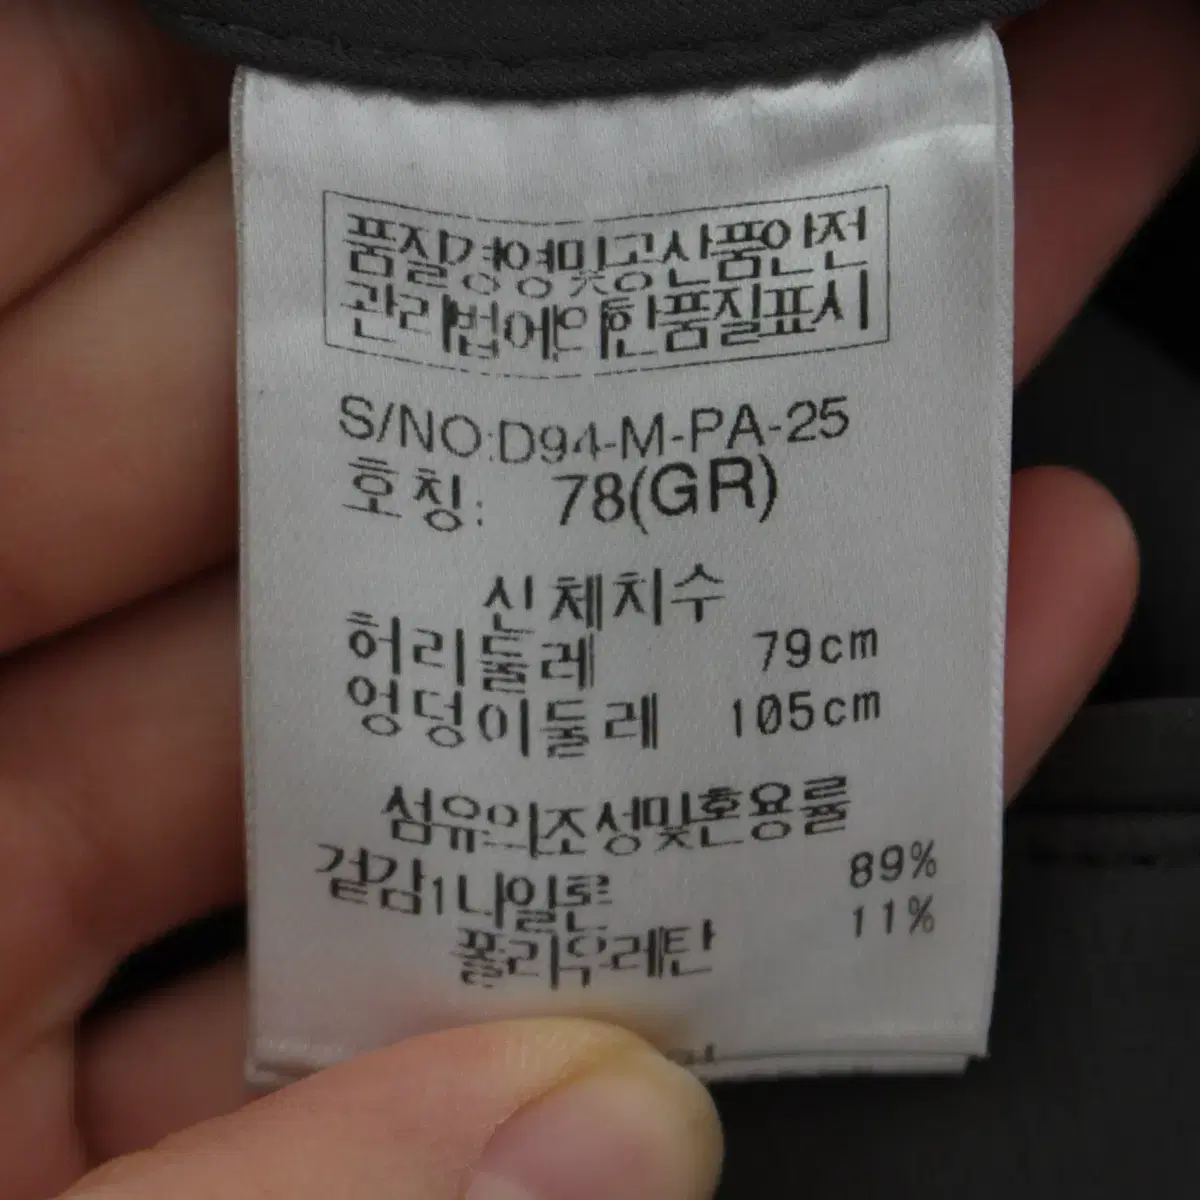 품질경영및공산품안전
관리법에의한품질표시
S/NO:D94-M-PA-25
호칭: 78(GR)
신체치수
허리둘레 79cm
엉덩이둘레 105cm
섬유의조성및혼용률
겉감1나일론 89%
폴리우레탄 11%